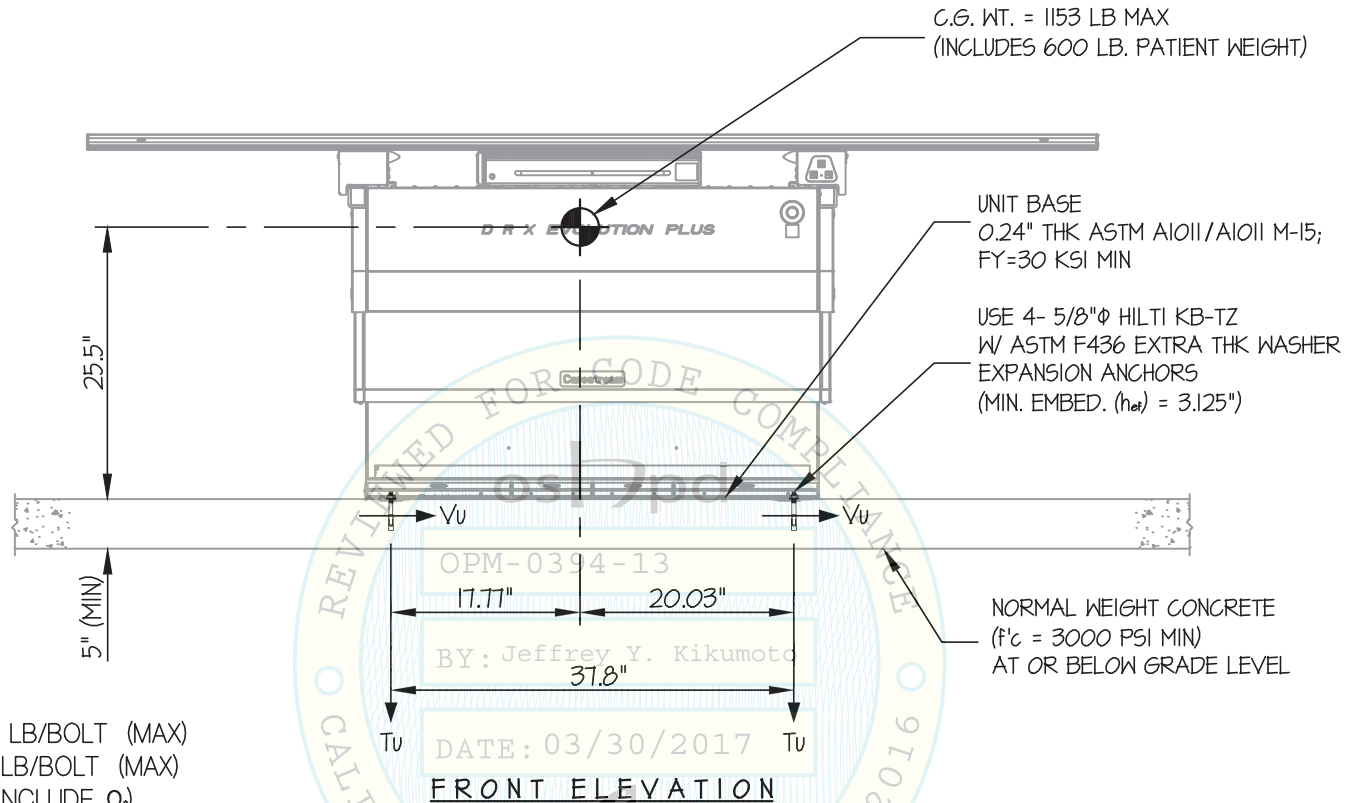 C.G. WT. = 1153 LB MAX
(INCLUDES 600 LB. PATIENT WEIGHT)
UNIT BASE
0.24" THK ASTM A1011/A1011 M-15;
FY=30 KSI MIN
D R X EVOLUTION PLUS
USE 4- 5/8"Φ HILTI KB-TZ
W/ ASTM F436 EXTRA THK WASHER
EXPANSION ANCHORS
(MIN. EMBED. (hef) = 3.125")
25.5"
Carestream
REVIEWED FOR CODE COMPLIANCE
oshpd
Vu
Vu
OPM-0394-13
17.77"
20.03"
5" (MIN)
NORMAL WEIGHT CONCRETE
(f'c = 3000 PSI MIN)
AT OR BELOW GRADE LEVEL
BY: Jeffrey Y. Kikumoto
37.8"
Tu
Tu
LB/BOLT (MAX)
LB/BOLT (MAX)
DATE: 03/30/2017
FRONT ELEVATION
CALI
2016